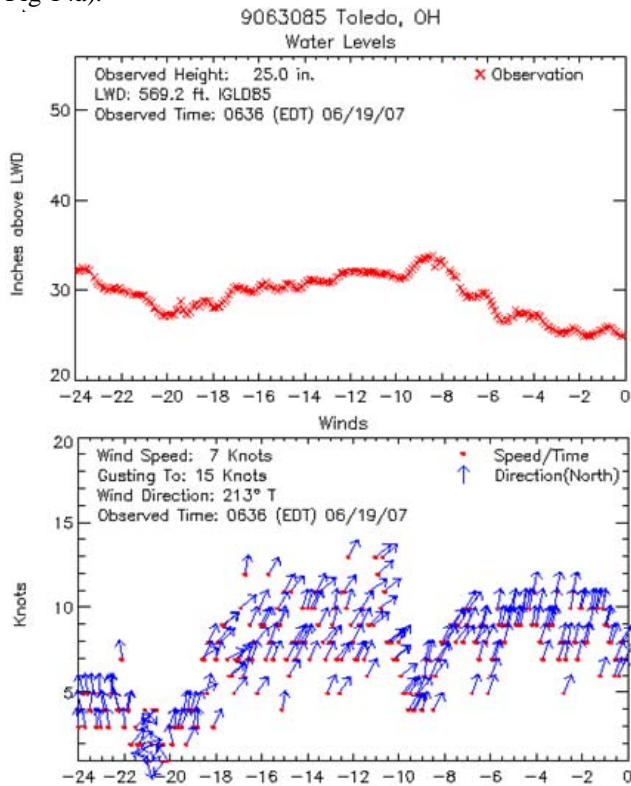 9063085 Toledo, OH
Water Levels
Observed Height: 25.0 in.
× Observation
LWD: 569.2 ft. IGLD85
Observed Time: 0636 (EDT) 06/19/07
Inches above LWD
50
40
30
20
-24 -22 -20 -18 -16 -14 -12 -10 -8 -6 -4 -2 0
Winds
Wind Speed: 7 Knots
Speed/Time
Gusting To: 15 Knots
Direction(North)
Wind Direction: 213° T
Observed Time: 0636 (EDT) 06/19/07
Knots
20
15
10
5
-24 -22 -20 -18 -16 -14 -12 -10 -8 -6 -4 -2 0